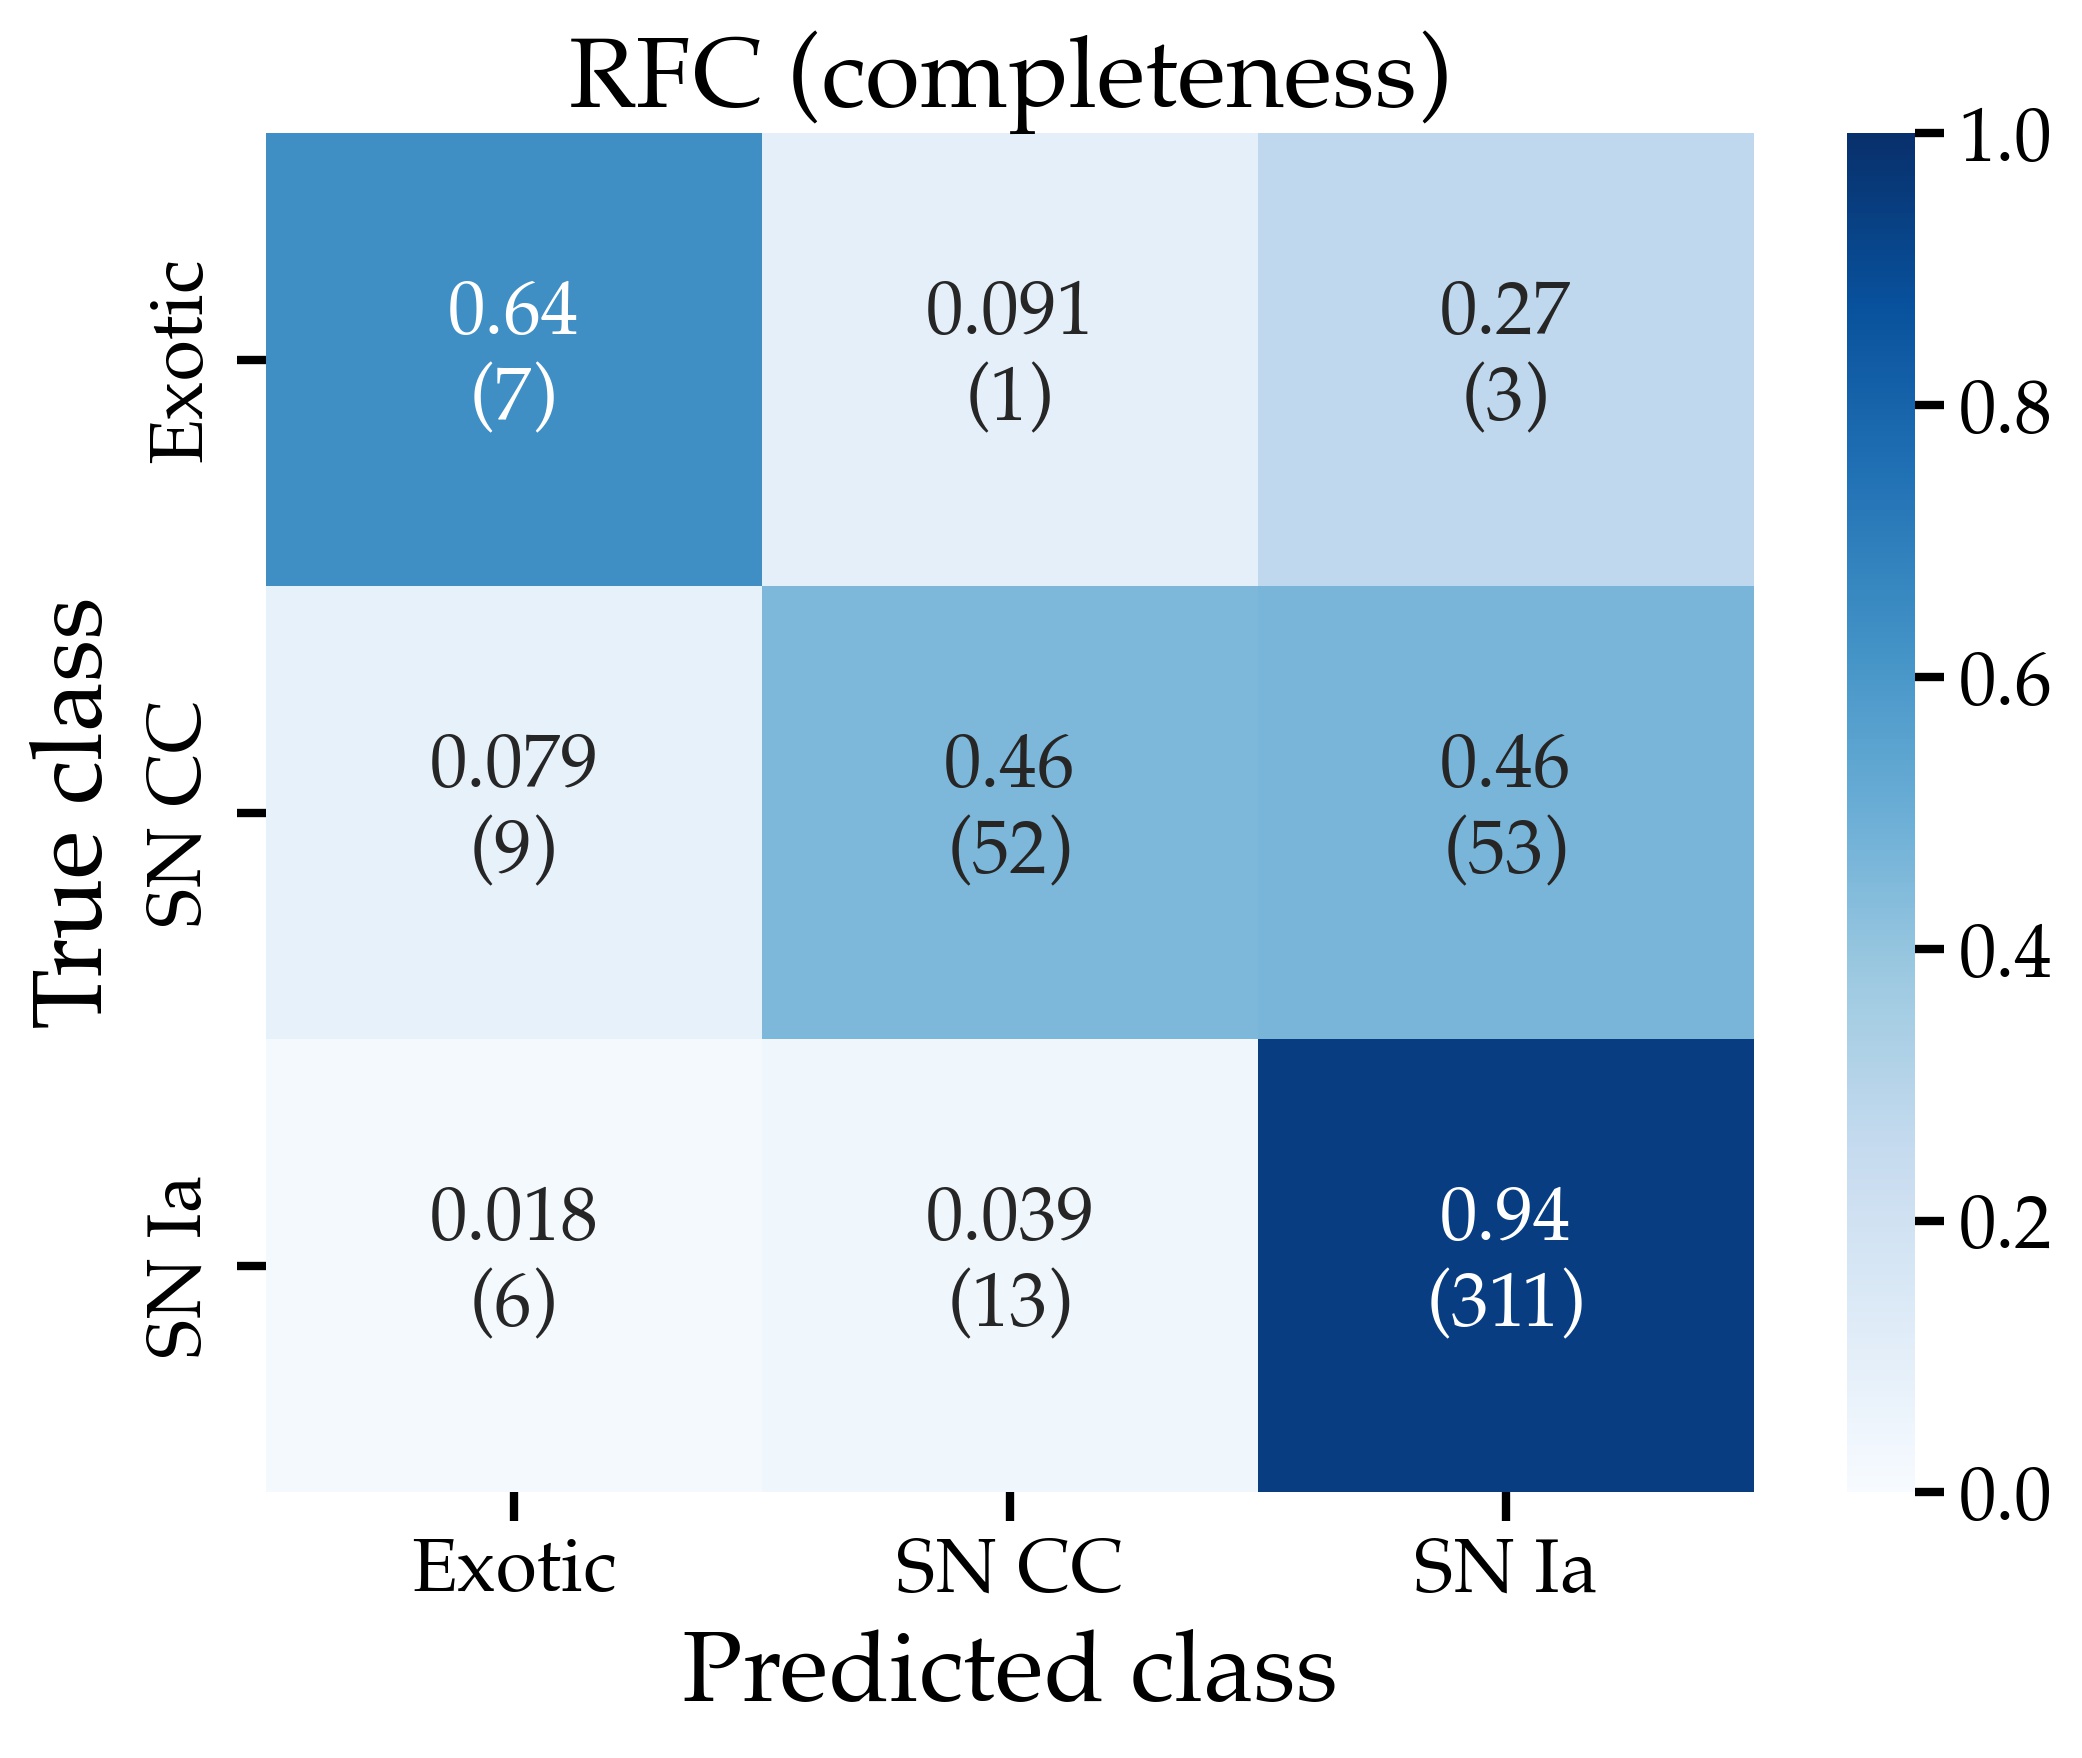 RFC (completeness)
True class
Exotic
SN CC
SN Ia
0.64
(7)
0.091
(1)
0.27
(3)
0.079
(9)
0.46
(52)
0.46
(53)
0.018
(6)
0.039
(13)
0.94
(311)
Exotic
SN CC
SN Ia
Predicted class
1.0
0.8
0.6
0.4
0.2
0.0